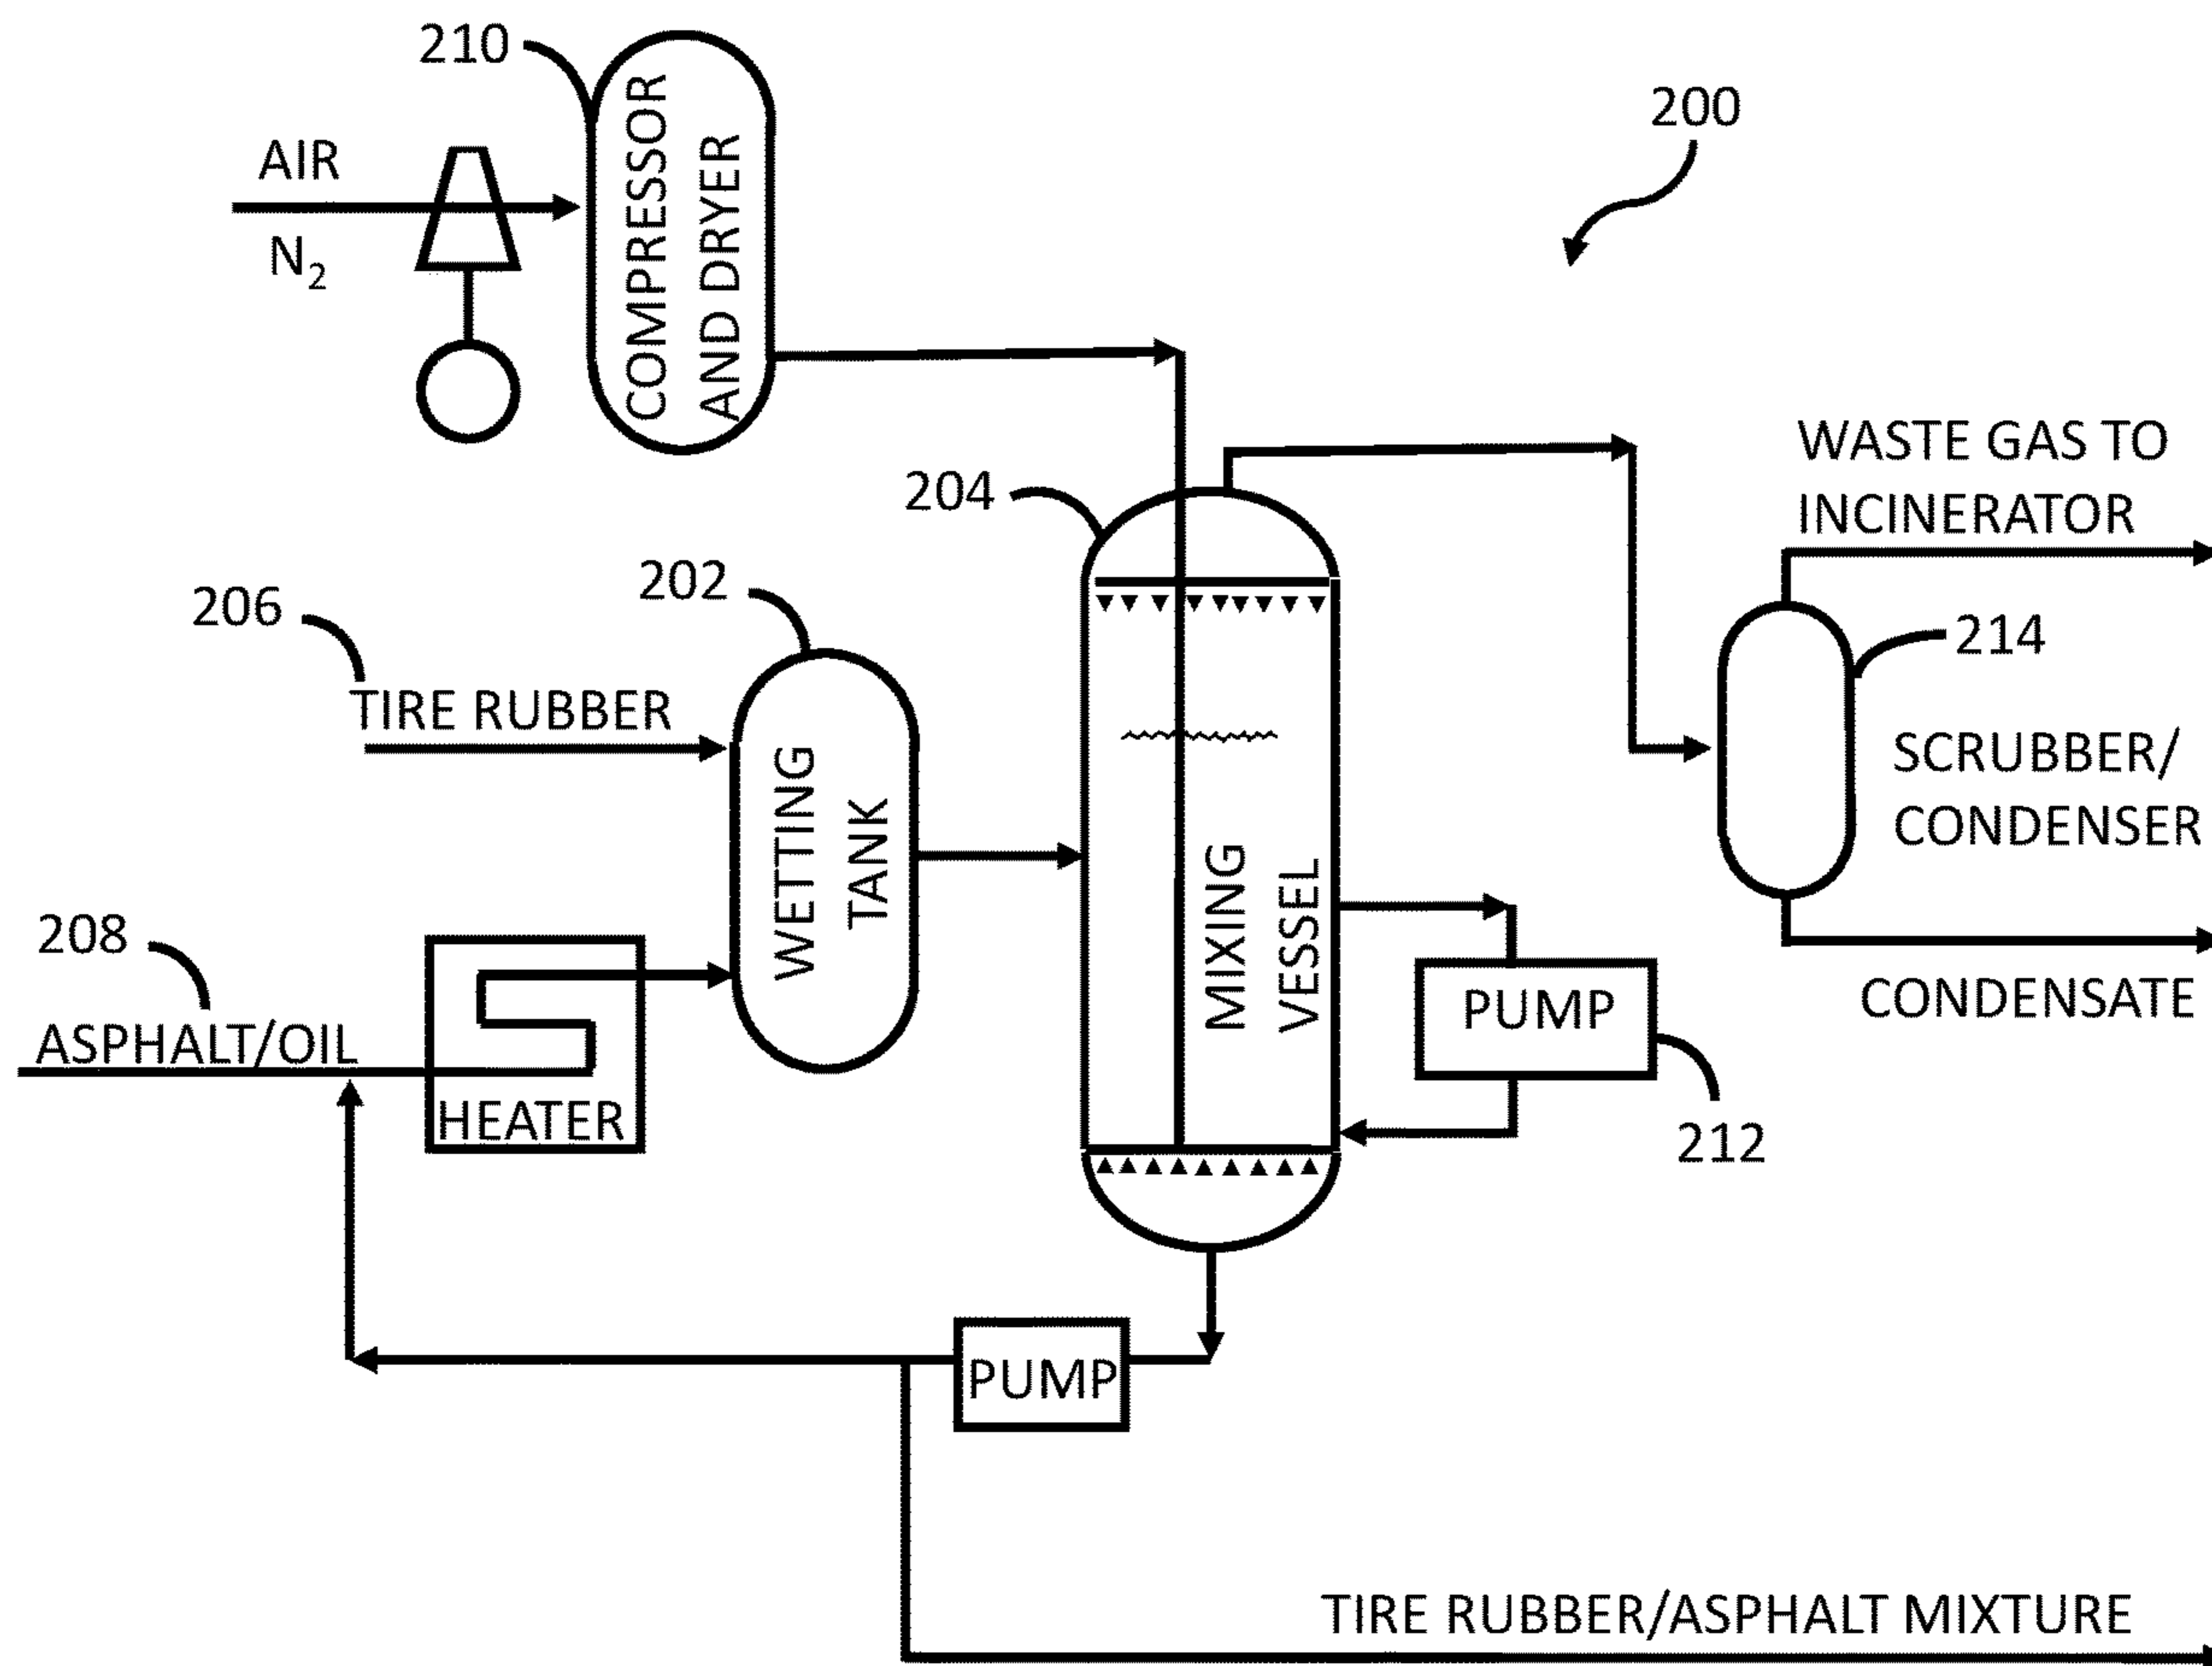 210
COMPRESSOR
AND DRYER
200
AIR
N₂
204
WASTE GAS TO
INCINERATOR
202
206
214
TIRE RUBBER
WETTING
TANK
SCRUBBER/
CONDENSER
MIXING
VESSEL
208
ASPHALT/OIL
HEATER
PUMP
CONDENSATE
212
PUMP
TIRE RUBBER/ASPHALT MIXTURE